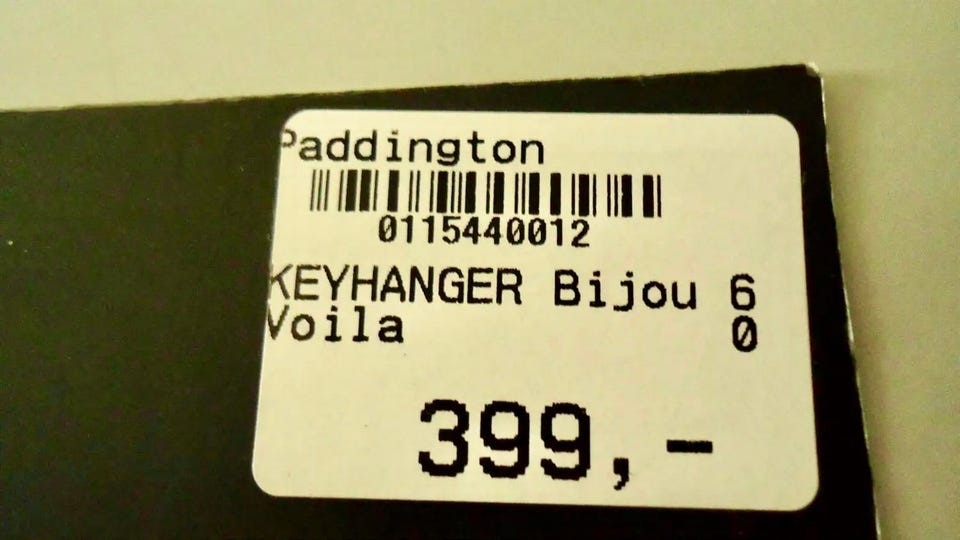 Paddington
0115440012
KEYHANGER Bijou 6
Voila 0
399,-